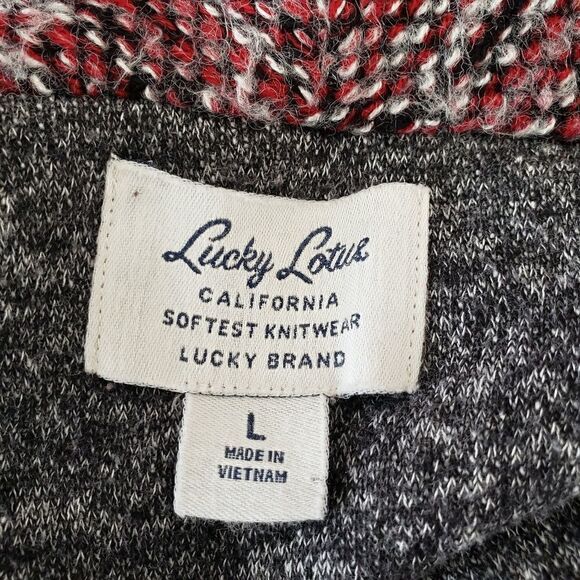 Lucky Lotus
CALIFORNIA
SOFTEST KNITWEAR
LUCKY BRAND
L
MADE IN
VIETNAM